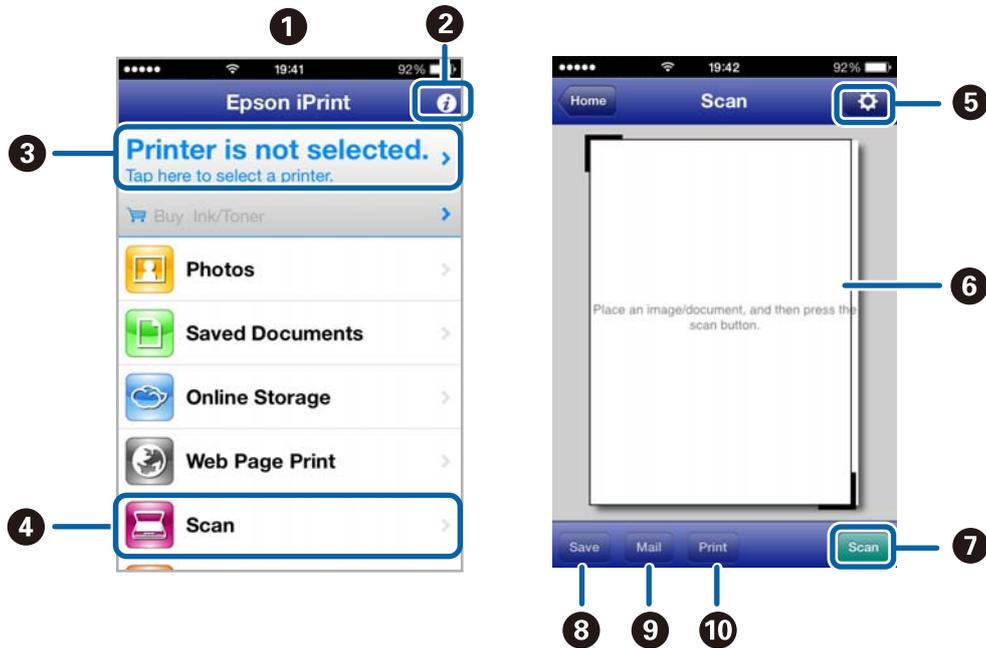 1
2
19:41
92%
Epson iPrint
3
Printer is not selected.
Tap here to select a printer.
Buy Ink/Toner
Photos
Saved Documents
Online Storage
Web Page Print
4
Scan
19:42
92%
Home
Scan
5
6
Place an image/document, and then press the
scan button.
Save
Mail
Print
Scan
7
8
9
10